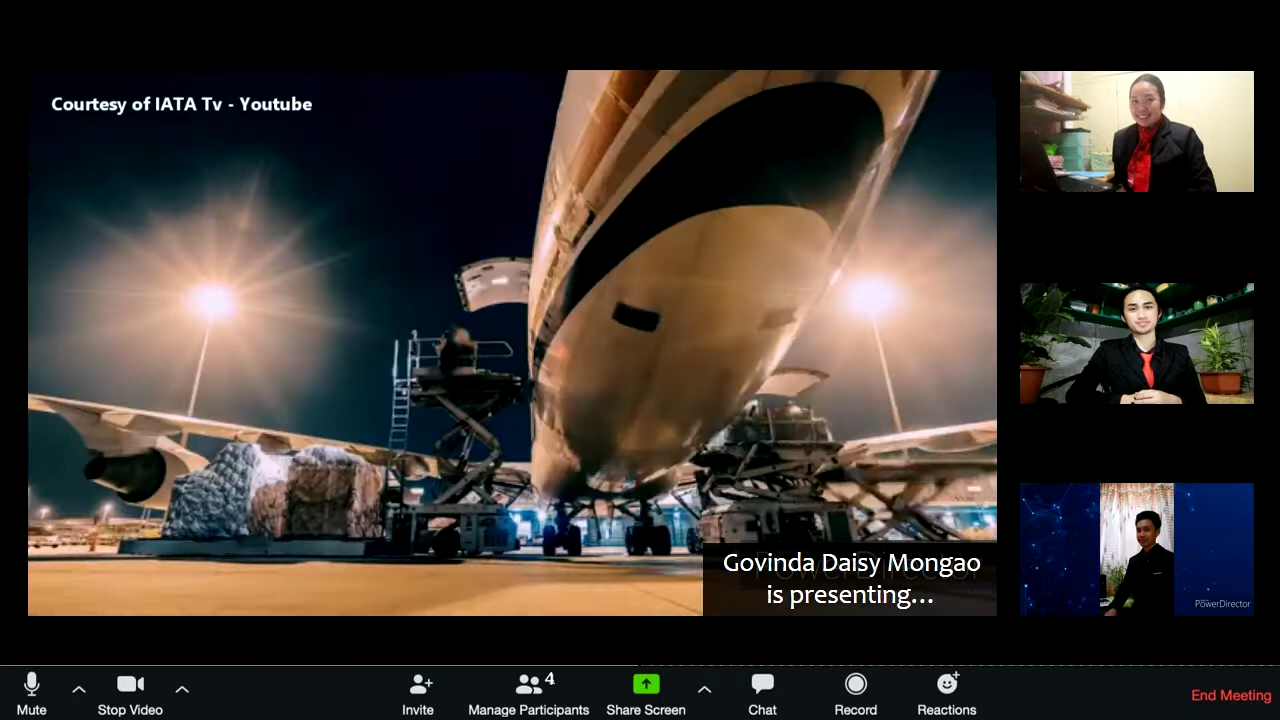 Courtesy of IATA Tv - Youtube
Govinda Daisy Mongao
is presenting...
PowerDirector
4
Mute
Stop Video
Invite
Manage Participants
Share Screen
Chat
Record
Reactions
End Meeting